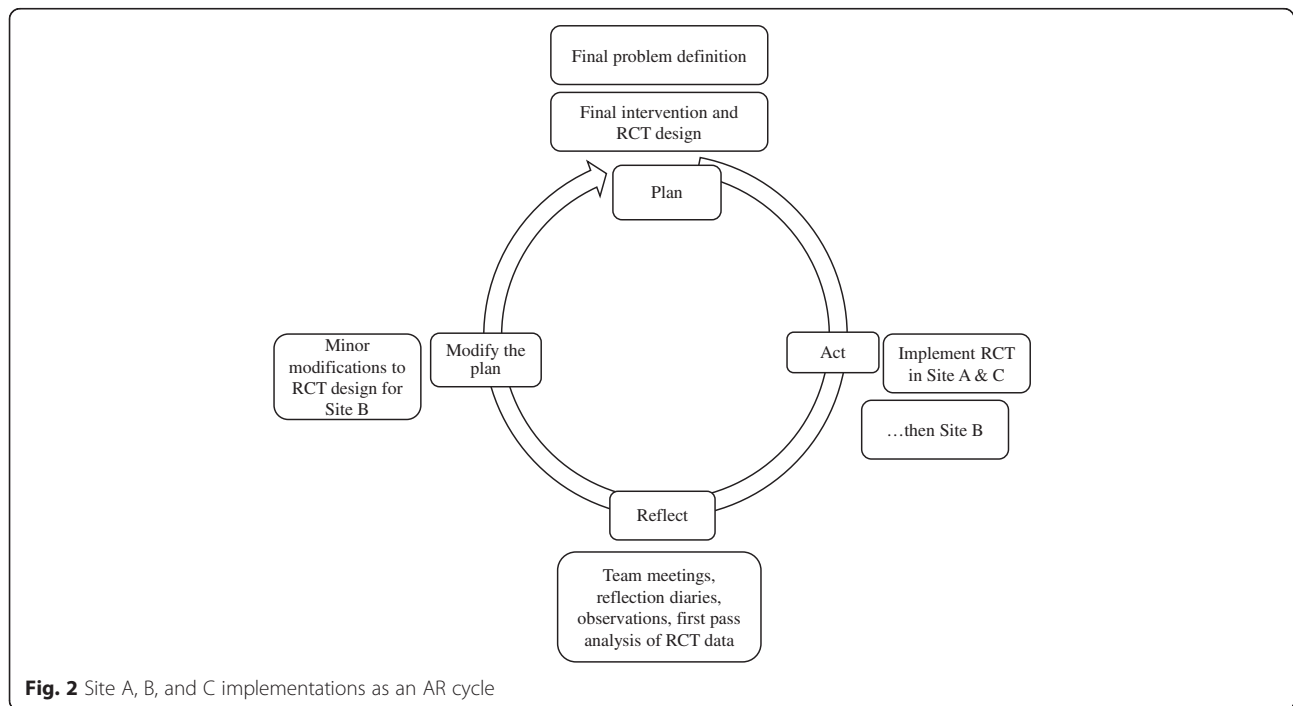 Final problem definition
Final intervention and
RCT design
Plan
Act
Implement RCT
in Site A & C
…then Site B
Minor
modifications to
RCT design for
Site B
Modify the
plan
Reflect
Team meetings,
reflection diaries,
observations, first pass
analysis of RCT data
Fig. 2 Site A, B, and C implementations as an AR cycle